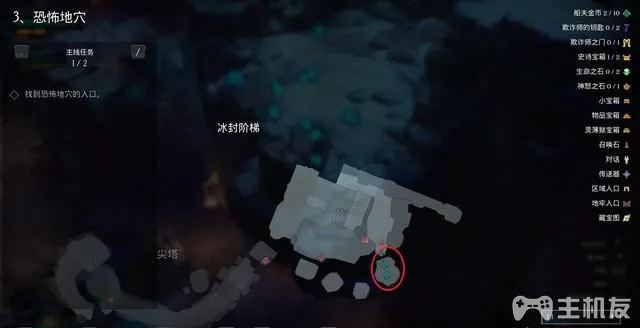 3、恐怖地穴
主线任务
1/2
找到恐怖地穴的入口。
冰封阶梯
尖塔
船夫金币 2/10
欺诈师的钥匙 0/2
欺诈师之门 0/1
史诗宝箱 1/2
生命之石 0/2
神怒之石 0/1
小宝箱
物品宝箱
灵薄狱宝箱
召唤石
对话
传送器
区域入口
地牢入口
藏宝图
主机友